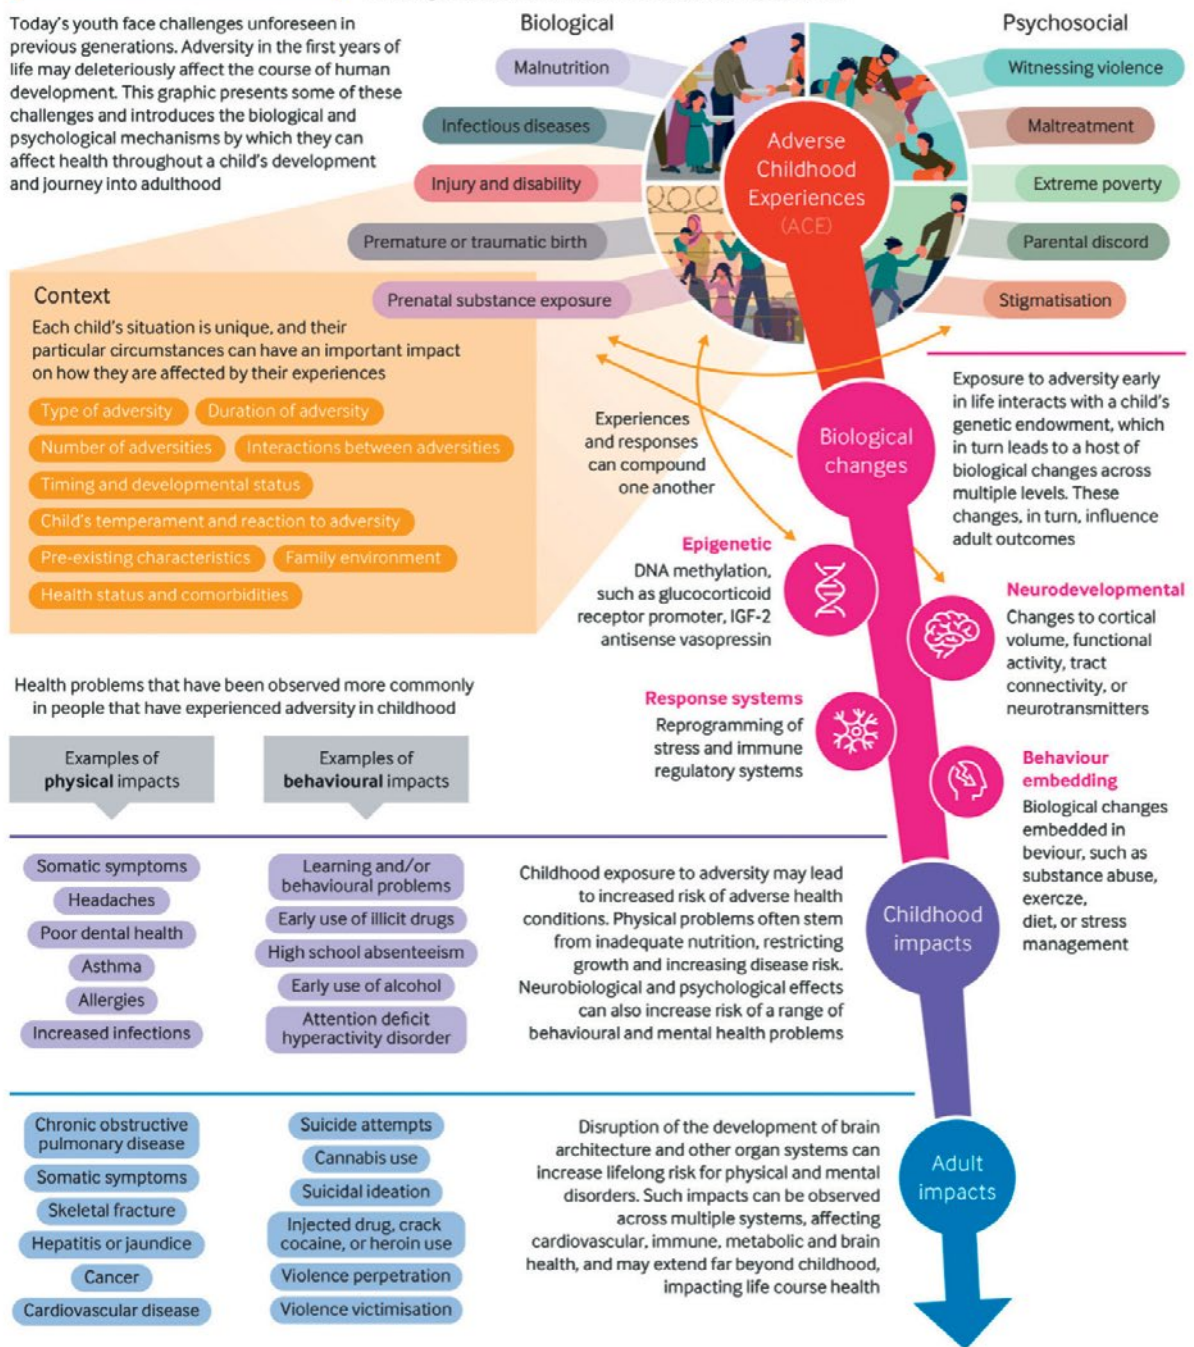 Today's youth face challenges unforeseen in
previous generations. Adversity in the first years of
life may deleteriously affect the course of human
development. This graphic presents some of these
challenges and introduces the biological and
psychological mechanisms by which they can
affect health throughout a child's development
and journey into adulthood
Biological
Malnutrition
Infectious diseases
Injury and disability
Premature or traumatic birth
Prenatal substance exposure
Psychosocial
Witnessing violence
Maltreatment
Extreme poverty
Parental discord
Stigmatisation
Adverse
Childhood
Experiences
(ACE)
Context
Each child's situation is unique, and their
particular circumstances can have an important impact
on how they are affected by their experiences
Type of adversity
Duration of adversity
Number of adversities
Interactions between adversities
Timing and developmental status
Child's temperament and reaction to adversity
Pre-existing characteristics
Family environment
Health status and comorbidities
Experiences
and responses
can compound
one another
Biological
changes
Exposure to adversity early
in life interacts with a child's
genetic endowment, which
in turn leads to a host of
biological changes across
multiple levels. These
changes, in turn, influence
adult outcomes
Epigenetic
DNA methylation,
such as glucocorticoid
receptor promoter, IGF-2
antisense vasopressin
Neurodevelopmental
Changes to cortical
volume, functional
activity, tract
connectivity, or
neurotransmitters
Response systems
Reprogramming of
stress and immune
regulatory systems
Behaviour
embedding
Biological changes
embedded in
beviour, such as
substance abuse,
exercze,
diet, or stress
management
Health problems that have been observed more commonly
in people that have experienced adversity in childhood
Examples of
physical impacts
Examples of
behavioural impacts
Somatic symptoms
Headaches
Poor dental health
Asthma
Allergies
Increased infections
Learning and/or
behavioural problems
Early use of illicit drugs
High school absenteeism
Early use of alcohol
Attention deficit
hyperactivity disorder
Childhood exposure to adversity may lead
to increased risk of adverse health
conditions. Physical problems often stem
from inadequate nutrition, restricting
growth and increasing disease risk.
Neurobiological and psychological effects
can also increase risk of a range of
behavioural and mental health problems
Childhood
impacts
Chronic obstructive
pulmonary disease
Somatic symptoms
Skeletal fracture
Hepatitis or jaundice
Cancer
Cardiovascular disease
Suicide attempts
Cannabis use
Suicidal ideation
Injected drug, crack
cocaine, or heroin use
Violence perpetration
Violence victimisation
Disruption of the development of brain
architecture and other organ systems can
increase lifelong risk for physical and mental
disorders. Such impacts can be observed
across multiple systems, affecting
cardiovascular, immune, metabolic and brain
health, and may extend far beyond childhood,
impacting life course health
Adult
impacts